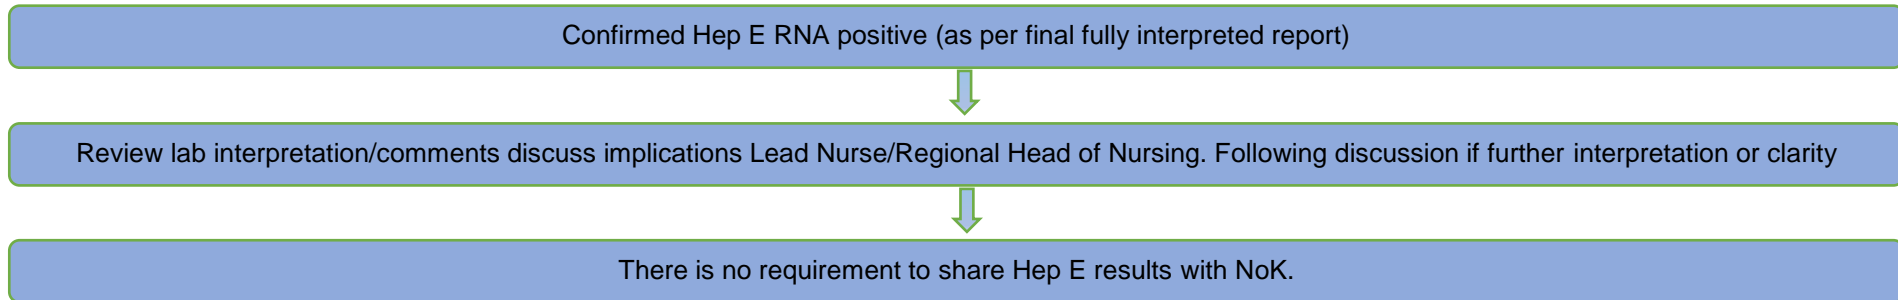 Confirmed Hep E RNA positive (as per final fully interpreted report)
Review lab interpretation/comments discuss implications Lead Nurse/Regional Head of Nursing. Following discussion if further interpretation or clarity
There is no requirement to share Hep E results with NoK.